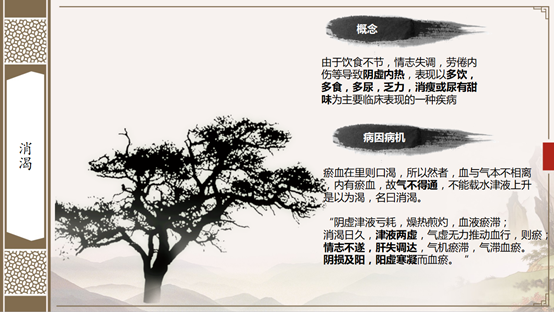 消渴
概念
由于饮食不节，情志失调，劳倦内
伤等导致阴虚内热，表现以多饮，
多食，多尿，乏力，消瘦或尿有甜
味为主要临床表现的一种疾病
病因病机
瘀血在里则口渴，所以然者，血与气本不相离
，内有瘀血，故气不得通，不能载水津液上升
是以为渴，名曰消渴。
“阴虚津液亏耗，燥热煎灼，血液瘀滞；
消渴日久，津液两虚，气虚无力推动血行，则瘀；
情志不遂，肝失调达，气机瘀滞，气滞血瘀。
阴损及阳，阳虚寒凝而血瘀。“